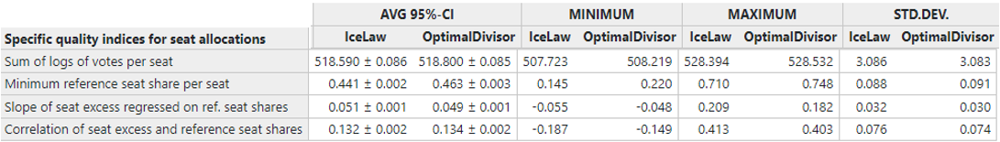 AVG 95%-CI MINIMUM MAXIMUM STD.DEV.
Specific quality indices for seat allocations IceLaw OptimalDivisor IceLaw OptimalDivisor IceLaw OptimalDivisor IceLaw OptimalDivisor
Sum of logs of votes per seat 518.590 ± 0.086 518.800 ± 0.085 507.723 508.219 528.394 528.532 3.086 3.083
Minimum reference seat share per seat 0.441 ± 0.002 0.463 ± 0.003 0.145 0.220 0.710 0.748 0.088 0.091
Slope of seat excess regressed on ref. seat shares 0.051 ± 0.001 0.049 ± 0.001 -0.055 -0.048 0.209 0.182 0.032 0.030
Correlation of seat excess and reference seat shares 0.132 ± 0.002 0.134 ± 0.002 -0.187 -0.149 0.413 0.403 0.076 0.074